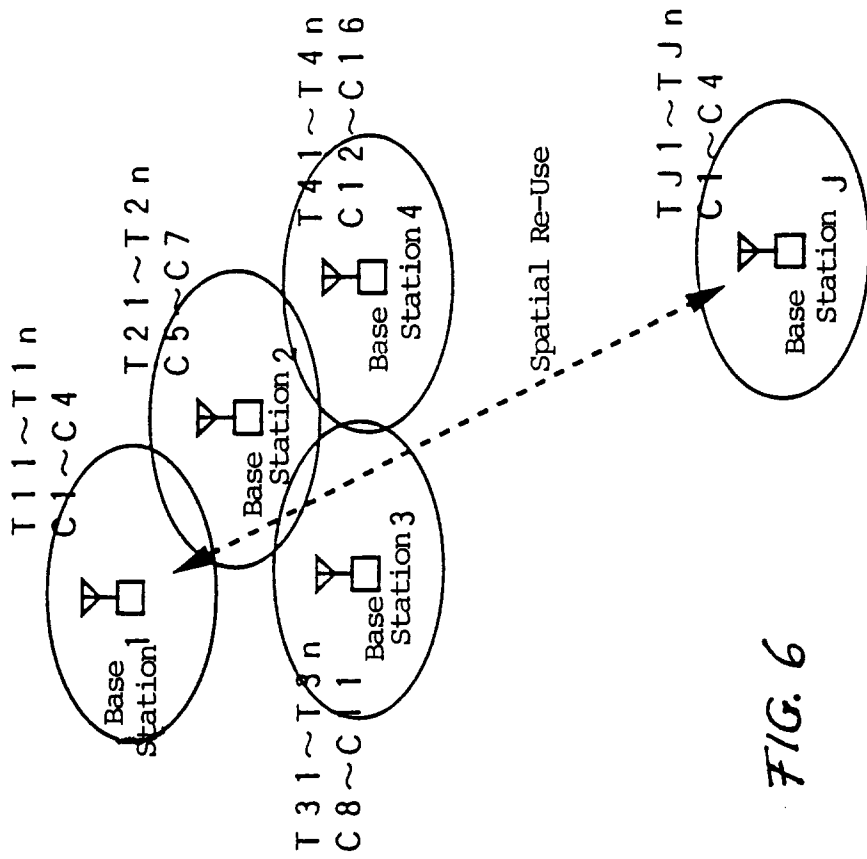 T11~T1n
C1~C4
Base
Station1
T21~T2n
C5~C7
Base
Station2
T31~T3n
C8~C11
Base
Station3
T41~T4n
C12~C16
Base
Station4
Spatial Re-Use
TJ1~TJn
C1~C4
Base
Station J
FIG. 6